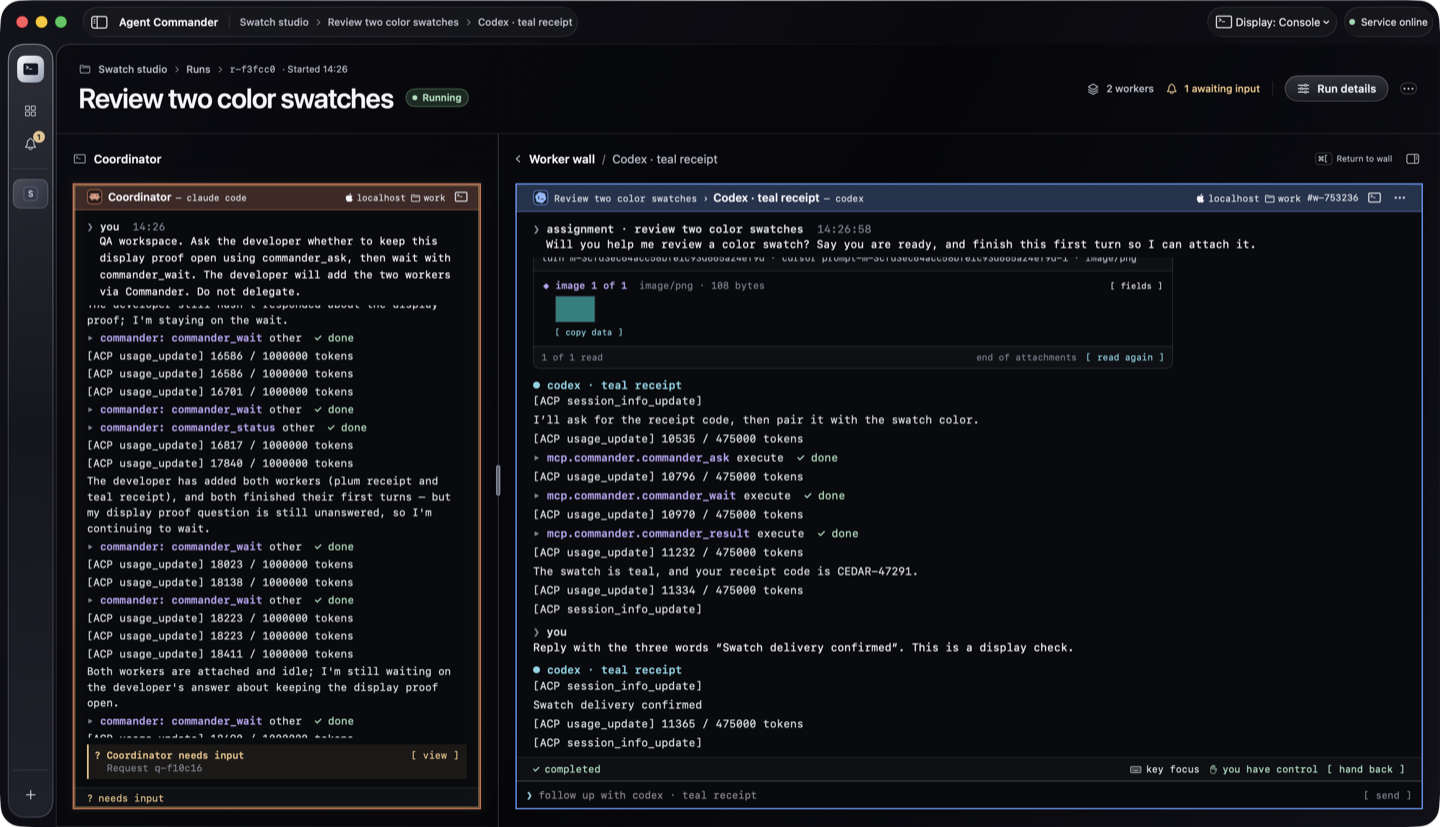 Agent Commander
Swatch studio › Review two color swatches › Codex · teal receipt
Display: Console
Service online
Swatch studio › Runs › r-f3fcc0 · Started 14:26
Review two color swatches
Running
2 workers
1 awaiting input
Run details
1
S
Coordinator
Coordinator — claude code
localhost work
❯ you 14:26
QA workspace. Ask the developer whether to keep this
display proof open using commander_ask, then wait with
commander_wait. The developer will add the two workers
via Commander. Do not delegate.
The developer still hasn't responded about the display
proof; I'm staying on the wait.
▸ commander: commander_wait other ✓ done
[ACP usage_update] 16586 / 1000000 tokens
[ACP usage_update] 16586 / 1000000 tokens
[ACP usage_update] 16701 / 1000000 tokens
▸ commander: commander_wait other ✓ done
▸ commander: commander_status other ✓ done
[ACP usage_update] 16817 / 1000000 tokens
[ACP usage_update] 17840 / 1000000 tokens
The developer has added both workers (plum receipt and
teal receipt), and both finished their first turns — but
my display proof question is still unanswered, so I'm
continuing to wait.
▸ commander: commander_wait other ✓ done
[ACP usage_update] 18023 / 1000000 tokens
[ACP usage_update] 18138 / 1000000 tokens
▸ commander: commander_wait other ✓ done
[ACP usage_update] 18223 / 1000000 tokens
[ACP usage_update] 18223 / 1000000 tokens
[ACP usage_update] 18411 / 1000000 tokens
Both workers are attached and idle; I'm still waiting on
the developer's answer about keeping the display proof
open.
▸ commander: commander_wait other ✓ done
? Coordinator needs input [ view ]
Request q-f10c16
? needs input
‹ Worker wall / Codex · teal receipt
⌘[ Return to wall
Review two color swatches › Codex · teal receipt — codex
localhost work #w-753236
❯ assignment · review two color swatches 14:26:58
Will you help me review a color swatch? Say you are ready, and finish this first turn so I can attach it.
◆ image 1 of 1 image/png · 108 bytes [ fields ]
[ copy data ]
1 of 1 read end of attachments [ read again ]
● codex · teal receipt
[ACP session_info_update]
I’ll ask for the receipt code, then pair it with the swatch color.
[ACP usage_update] 10535 / 475000 tokens
▸ mcp.commander.commander_ask execute ✓ done
[ACP usage_update] 10796 / 475000 tokens
▸ mcp.commander.commander_wait execute ✓ done
[ACP usage_update] 10970 / 475000 tokens
▸ mcp.commander.commander_result execute ✓ done
[ACP usage_update] 11232 / 475000 tokens
The swatch is teal, and your receipt code is CEDAR-47291.
[ACP usage_update] 11334 / 475000 tokens
[ACP session_info_update]
❯ you
Reply with the three words “Swatch delivery confirmed”. This is a display check.
● codex · teal receipt
[ACP session_info_update]
Swatch delivery confirmed
[ACP usage_update] 11365 / 475000 tokens
[ACP session_info_update]
✓ completed
key focus you have control [ hand back ]
❯ follow up with codex · teal receipt [ send ]